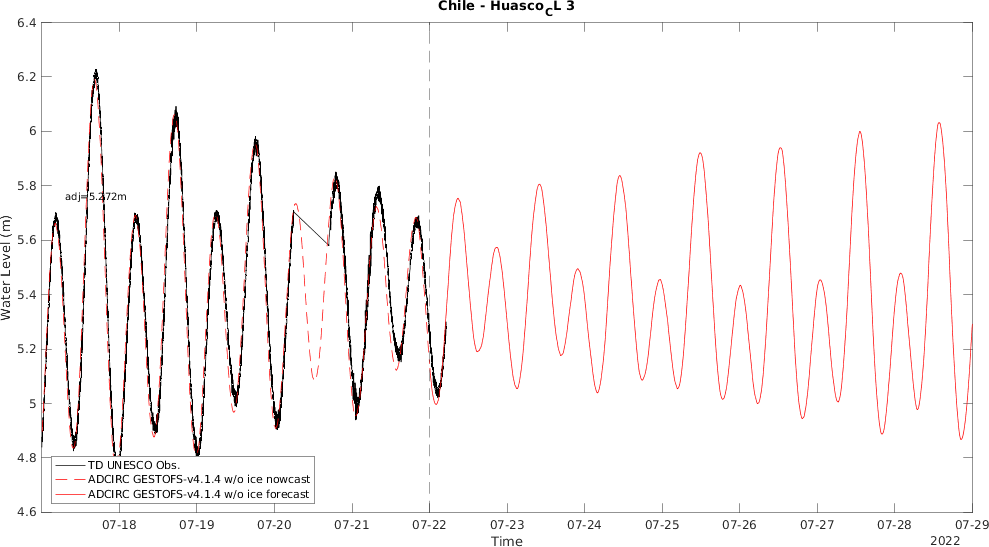 Chile - Huasco_CL 3
6.4
6.2
6
5.8
5.6
5.4
5.2
5
4.8
4.6
Water Level (m)
adj=5.272m
TD UNESCO Obs.
ADCIRC GESTOFS-v4.1.4 w/o ice nowcast
ADCIRC GESTOFS-v4.1.4 w/o ice forecast
07-18 07-19 07-20 07-21 07-22 07-23 07-24 07-25 07-26 07-27 07-28 07-29
Time
2022